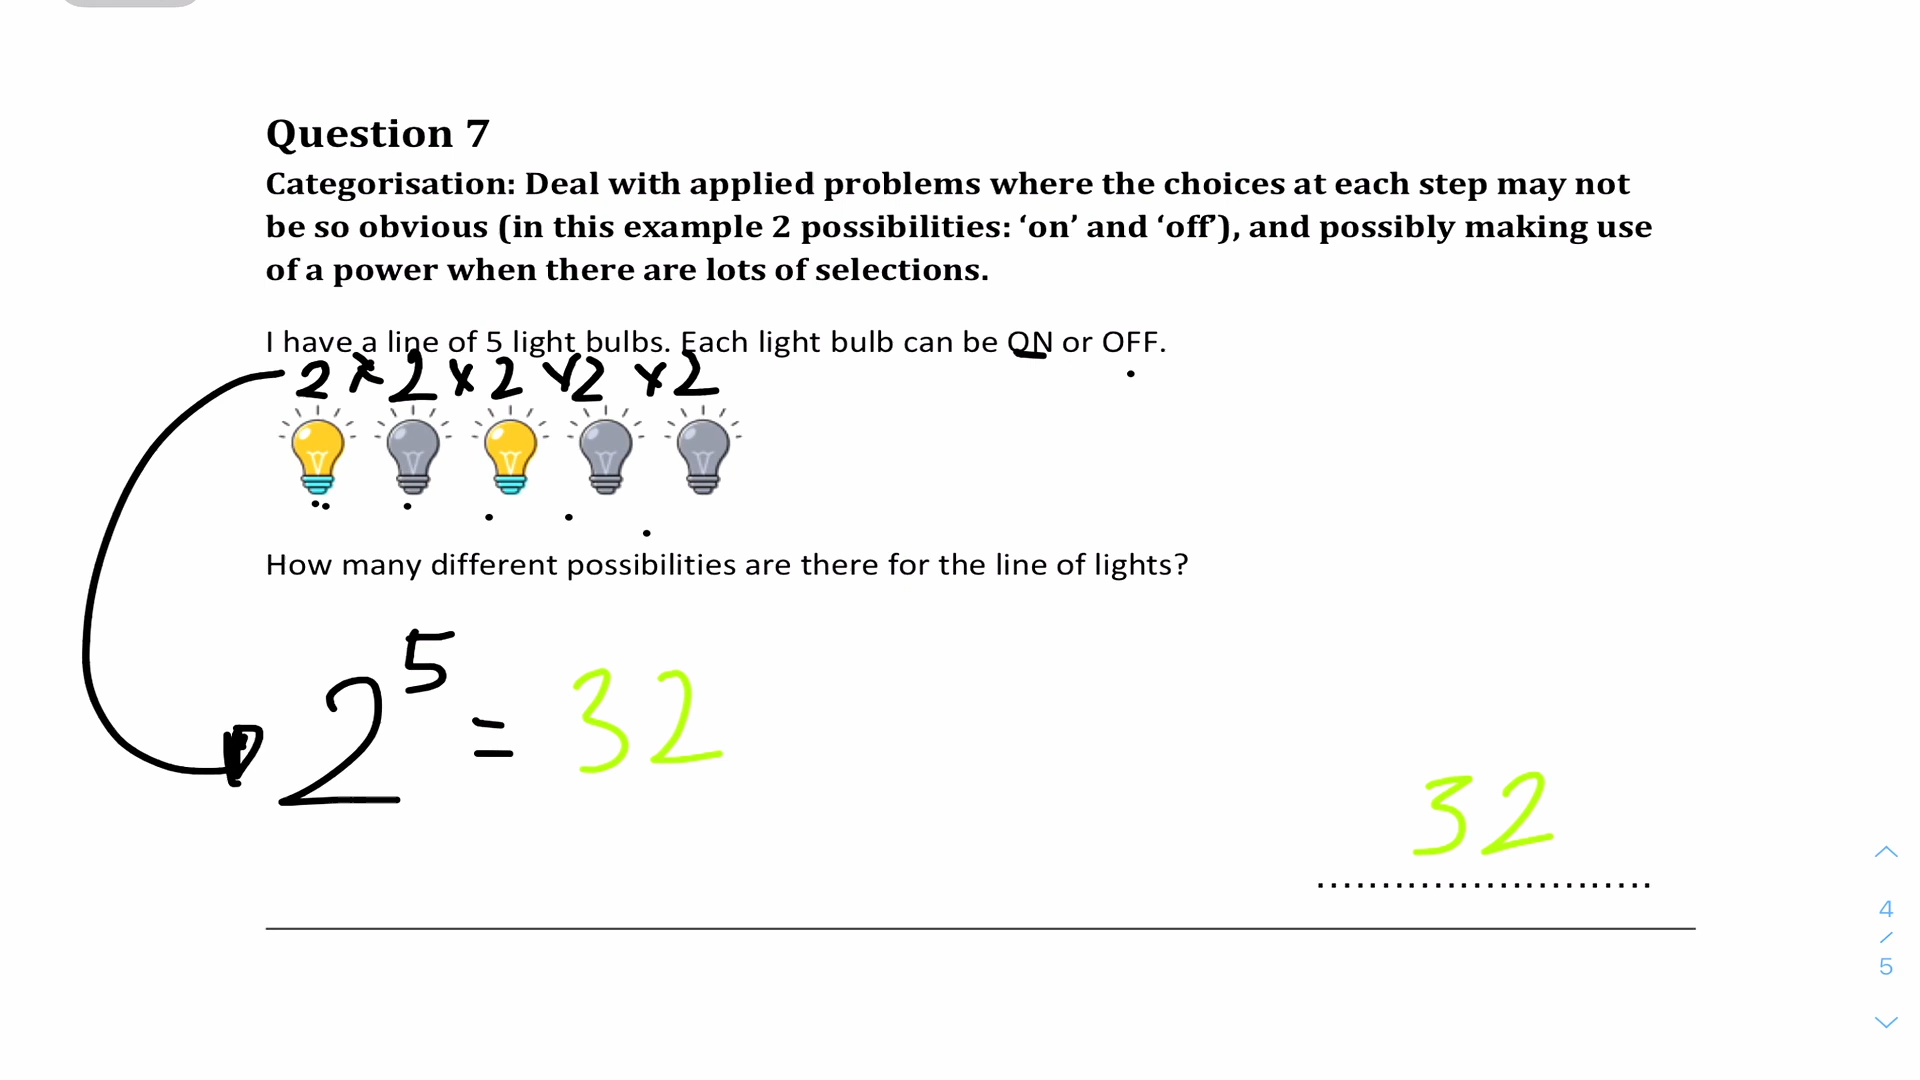 Question 7
Categorisation: Deal with applied problems where the choices at each step may not
be so obvious (in this example 2 possibilities: ‘on’ and ‘off’), and possibly making use
of a power when there are lots of selections.
I have a line of 5 light bulbs. Each light bulb can be ON or OFF.
2 × 2 × 2 × 2 × 2
How many different possibilities are there for the line of lights?
2⁵ = 32
32
..........................
4
/
5